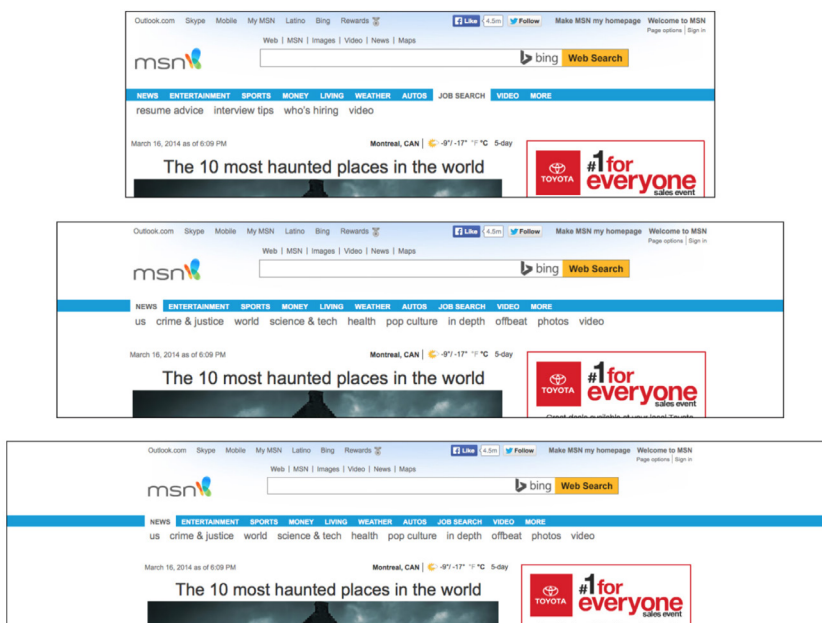 Outlook.com Skype Mobile My MSN Latino Bing Rewards Like 4.5m Follow Make MSN my homepage Welcome to MSN
Page options | Sign in
Web | MSN | Images | Video | News | Maps
msn bing Web Search
NEWS ENTERTAINMENT SPORTS MONEY LIVING WEATHER AUTOS JOB SEARCH VIDEO MORE
resume advice interview tips who's hiring video
March 16, 2014 as of 6:09 PM Montreal, CAN | -9°/ -17° °F °C 5-day
The 10 most haunted places in the world
TOYOTA #1 for everyone sales event
Outlook.com Skype Mobile My MSN Latino Bing Rewards Like 4.5m Follow Make MSN my homepage Welcome to MSN
Page options | Sign in
Web | MSN | Images | Video | News | Maps
msn bing Web Search
NEWS ENTERTAINMENT SPORTS MONEY LIVING WEATHER AUTOS JOB SEARCH VIDEO MORE
us crime & justice world science & tech health pop culture in depth offbeat photos video
March 16, 2014 as of 6:09 PM Montreal, CAN | -9°/ -17° °F °C 5-day
The 10 most haunted places in the world
TOYOTA #1 for everyone sales event
Outlook.com Skype Mobile My MSN Latino Bing Rewards Like 4.5m Follow Make MSN my homepage Welcome to MSN
Page options | Sign in
Web | MSN | Images | Video | News | Maps
msn bing Web Search
NEWS ENTERTAINMENT SPORTS MONEY LIVING WEATHER AUTOS JOB SEARCH VIDEO MORE
us crime & justice world science & tech health pop culture in depth offbeat photos video
March 16, 2014 as of 6:09 PM Montreal, CAN | -9°/ -17° °F °C 5-day
The 10 most haunted places in the world
TOYOTA #1 for everyone sales event